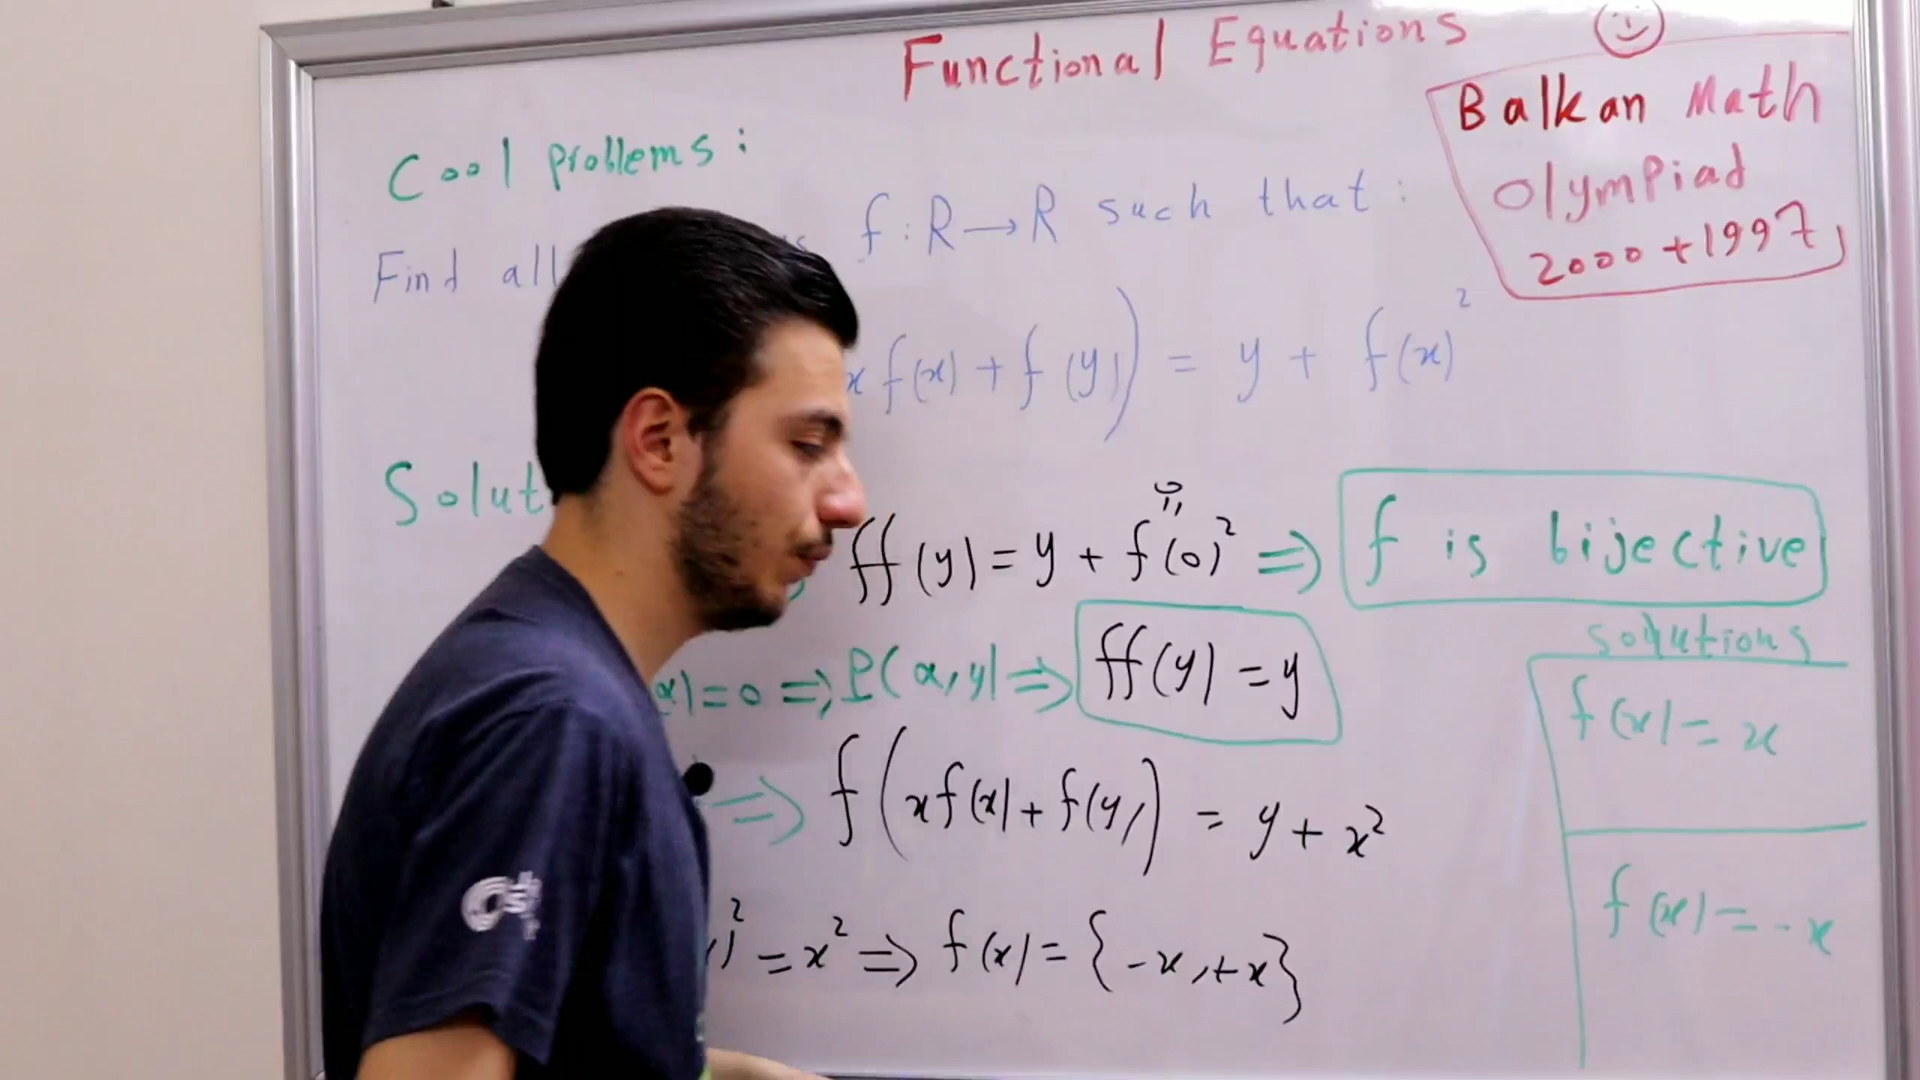 Functional Equations
Balkan Math
Olympiad
2000 + 1997
Cool problems :
Find all f : R → R such that :
x f(x) + f(y)) = y + f(x)²
Solut
ff(y) = y + f(0)² ⇒ f is bijective
α) = 0 ⇒ P(α, y) ⇒ ff(y) = y
⇒ f(x f(x) + f(y)) = y + x²
)² = x² ⇒ f(x) = {-x, +x}
solutions
f(x) = x
f(x) = -x